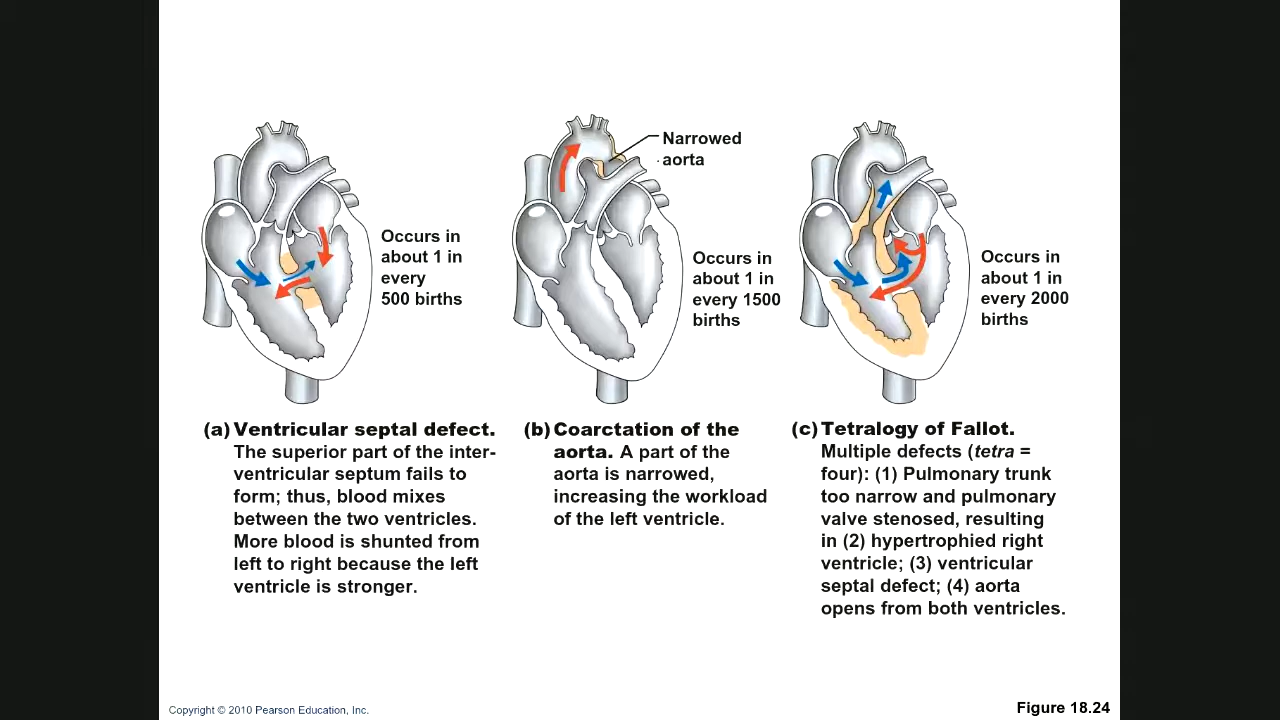 Narrowed
aorta
Occurs in
about 1 in
every
500 births
Occurs in
about 1 in
every 1500
births
Occurs in
about 1 in
every 2000
births
(a) Ventricular septal defect.
The superior part of the inter-
ventricular septum fails to
form; thus, blood mixes
between the two ventricles.
More blood is shunted from
left to right because the left
ventricle is stronger.
(b) Coarctation of the
aorta. A part of the
aorta is narrowed,
increasing the workload
of the left ventricle.
(c) Tetralogy of Fallot.
Multiple defects (tetra =
four): (1) Pulmonary trunk
too narrow and pulmonary
valve stenosed, resulting
in (2) hypertrophied right
ventricle; (3) ventricular
septal defect; (4) aorta
opens from both ventricles.
Copyright © 2010 Pearson Education, Inc.
Figure 18.24